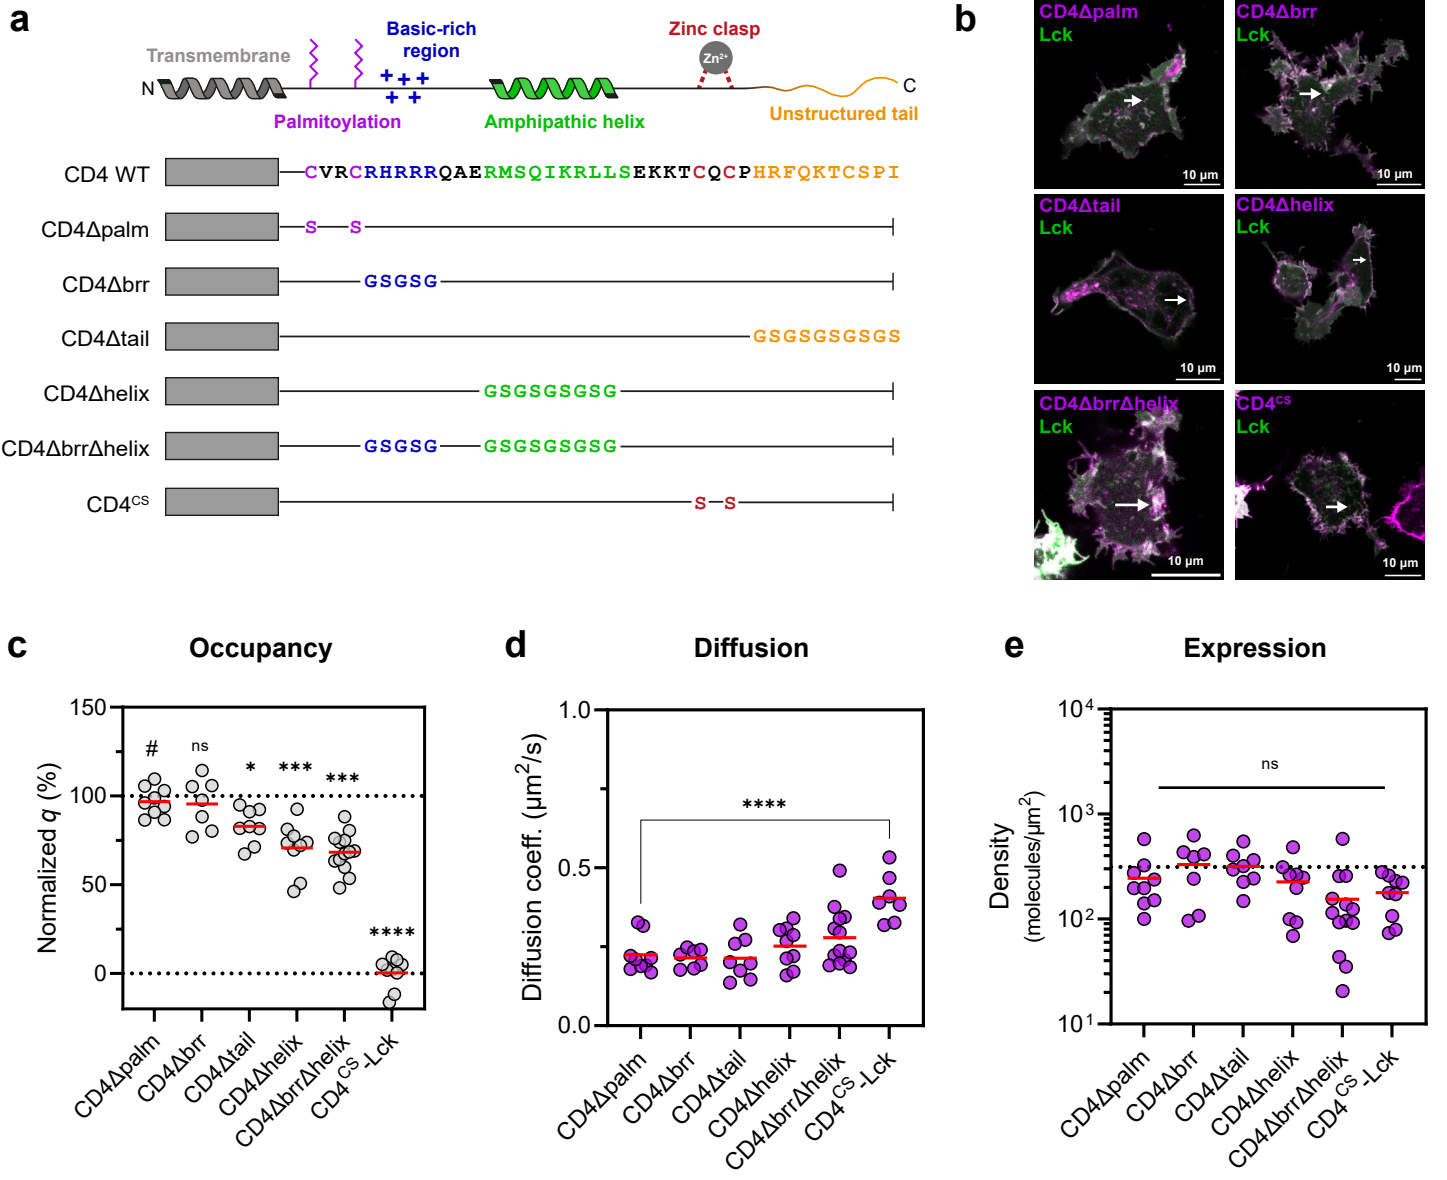 a
Transmembrane
Basic-rich
region
Zinc clasp
Zn2+
N
C
Palmitoylation
Amphipathic helix
Unstructured tail
CD4 WT
CVRCRHRRRQAERMSQIKRLLSEKKTCQCPHRFQKTCSPI
CD4Δpalm
S S
CD4Δbrr
GSGSG
CD4Δtail
GSGSGSGSGS
CD4Δhelix
GSGSGSGSG
CD4ΔbrrΔhelix
GSGSG GSGSGSGSG
CD4CS
S S
b
CD4Δpalm
Lck
10 µm
CD4Δbrr
Lck
10 µm
CD4Δtail
Lck
10 µm
CD4Δhelix
Lck
10 µm
CD4ΔbrrΔhelix
Lck
10 µm
CD4CS
Lck
10 µm
c
Occupancy
Normalized q (%)
150
100
50
0
#
ns
*
***
***
****
CD4Δpalm
CD4Δbrr
CD4Δtail
CD4Δhelix
CD4ΔbrrΔhelix
CD4CS-Lck
d
Diffusion
Diffusion coeff. (µm2/s)
1.0
0.5
0.0
****
CD4Δpalm
CD4Δbrr
CD4Δtail
CD4Δhelix
CD4ΔbrrΔhelix
CD4CS-Lck
e
Expression
Density
(molecules/µm2)
104
103
102
101
ns
CD4Δpalm
CD4Δbrr
CD4Δtail
CD4Δhelix
CD4ΔbrrΔhelix
CD4CS-Lck